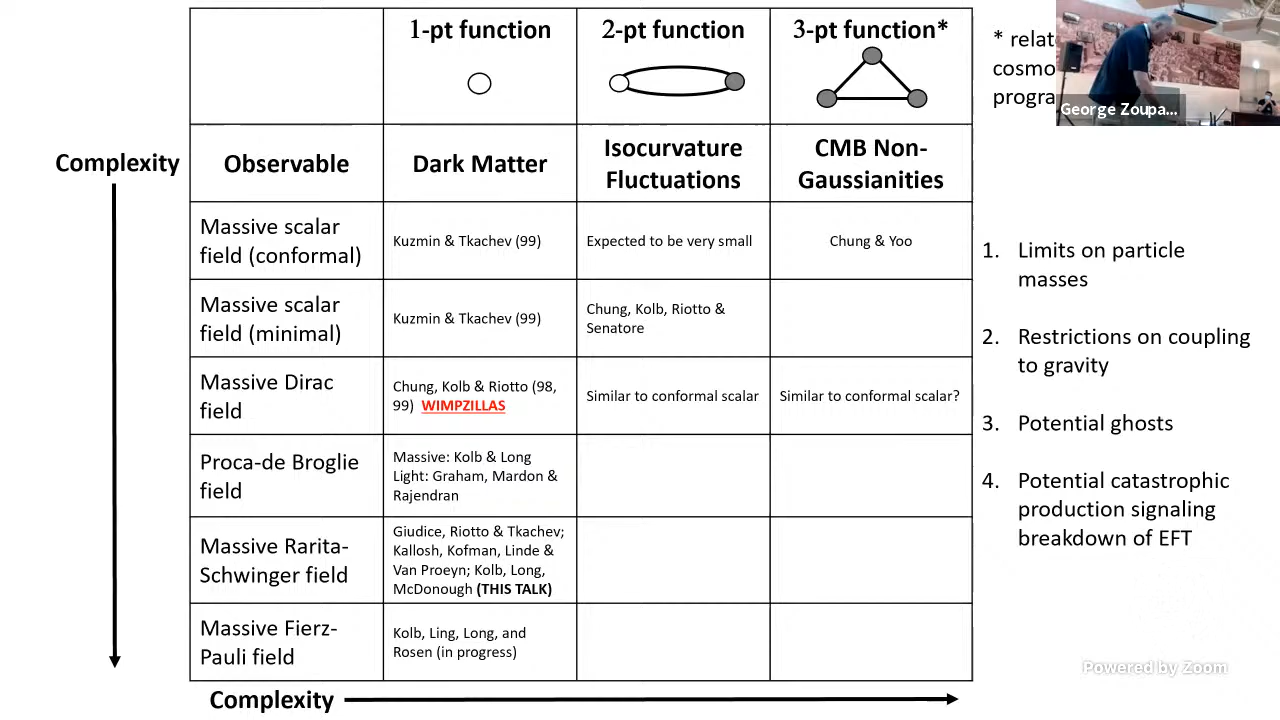 1-pt function
2-pt function
3-pt function*
* relat
cosmo
progra
George Zoupa...
Complexity
Observable
Dark Matter
Isocurvature
Fluctuations
CMB Non-
Gaussianities
Massive scalar
field (conformal)
Kuzmin & Tkachev (99)
Expected to be very small
Chung & Yoo
Massive scalar
field (minimal)
Kuzmin & Tkachev (99)
Chung, Kolb, Riotto &
Senatore
Massive Dirac
field
Chung, Kolb & Riotto (98,
99) WIMPZILLAS
Similar to conformal scalar
Similar to conformal scalar?
Proca-de Broglie
field
Massive: Kolb & Long
Light: Graham, Mardon &
Rajendran
Massive Rarita-
Schwinger field
Giudice, Riotto & Tkachev;
Kallosh, Kofman, Linde &
Van Proeyn; Kolb, Long,
McDonough (THIS TALK)
Massive Fierz-
Pauli field
Kolb, Ling, Long, and
Rosen (in progress)
Complexity
1. Limits on particle
masses
2. Restrictions on coupling
to gravity
3. Potential ghosts
4. Potential catastrophic
production signaling
breakdown of EFT
Powered by Zoom